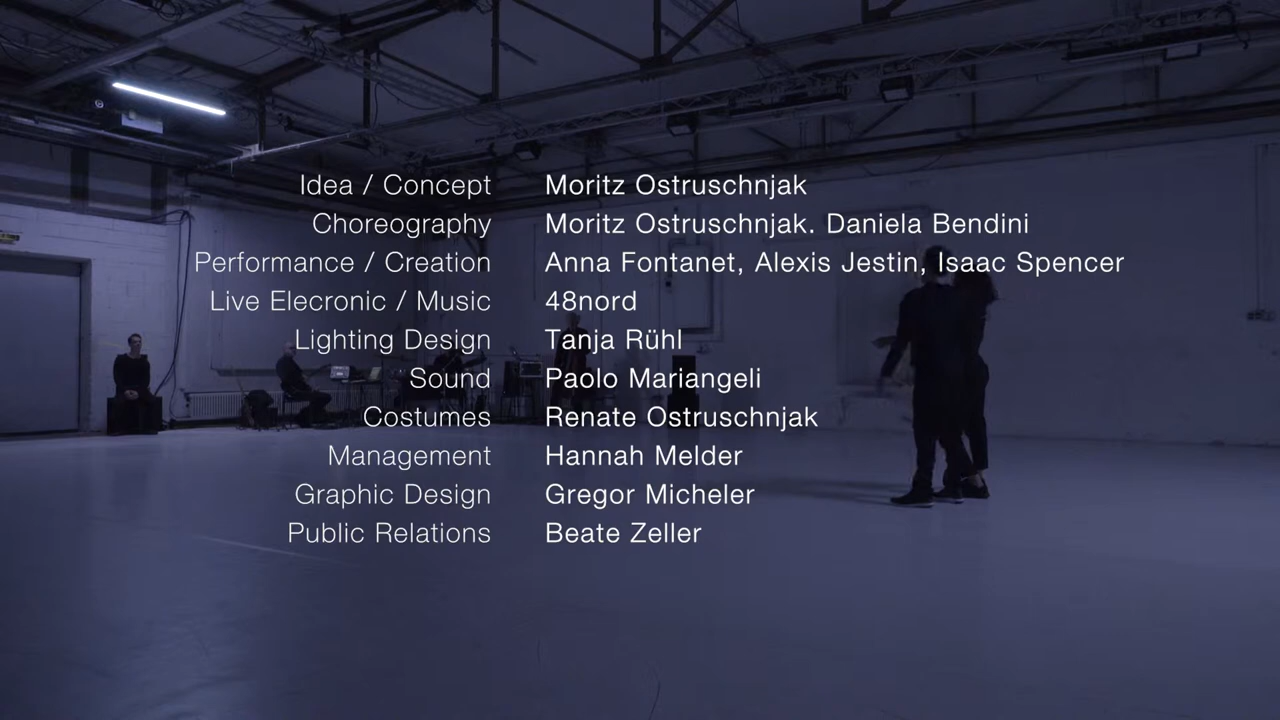 Idea / Concept Moritz Ostruschnjak
Choreography Moritz Ostruschnjak. Daniela Bendini
Performance / Creation Anna Fontanet, Alexis Jestin, Isaac Spencer
Live Elecronic / Music 48nord
Lighting Design Tanja Rühl
Sound Paolo Mariangeli
Costumes Renate Ostruschnjak
Management Hannah Melder
Graphic Design Gregor Micheler
Public Relations Beate Zeller